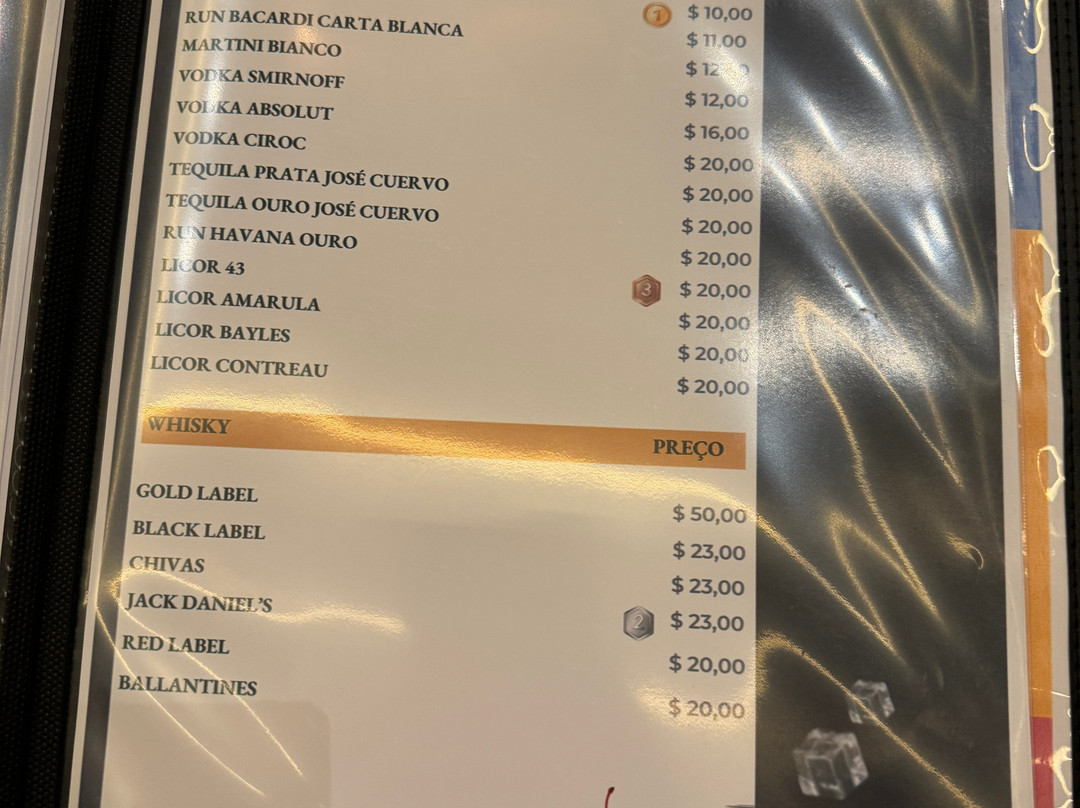 1 $ 10,00
RUN BACARDI CARTA BLANCA $ 11,00
MARTINI BIANCO $
VODKA SMIRNOFF $ 12,00
VODKA ABSOLUT $ 16,00
VODKA CIROC $ 20,00
TEQUILA PRATA JOSÉ CUERVO $ 20,00
TEQUILA OURO JOSÉ CUERVO $ 20,00
RUN HAVANA OURO $ 20,00
LICOR 43 3 $ 20,00
LICOR AMARULA $ 20,00
LICOR BAYLES $ 20,00
LICOR CONTREAU $ 20,00
WHISKY PREÇO
GOLD LABEL $ 50,00
BLACK LABEL $ 23,00
CHIVAS $ 23,00
JACK DANIEL'S 2 $ 23,00
RED LABEL $ 20,00
BALLANTINES $ 20,00